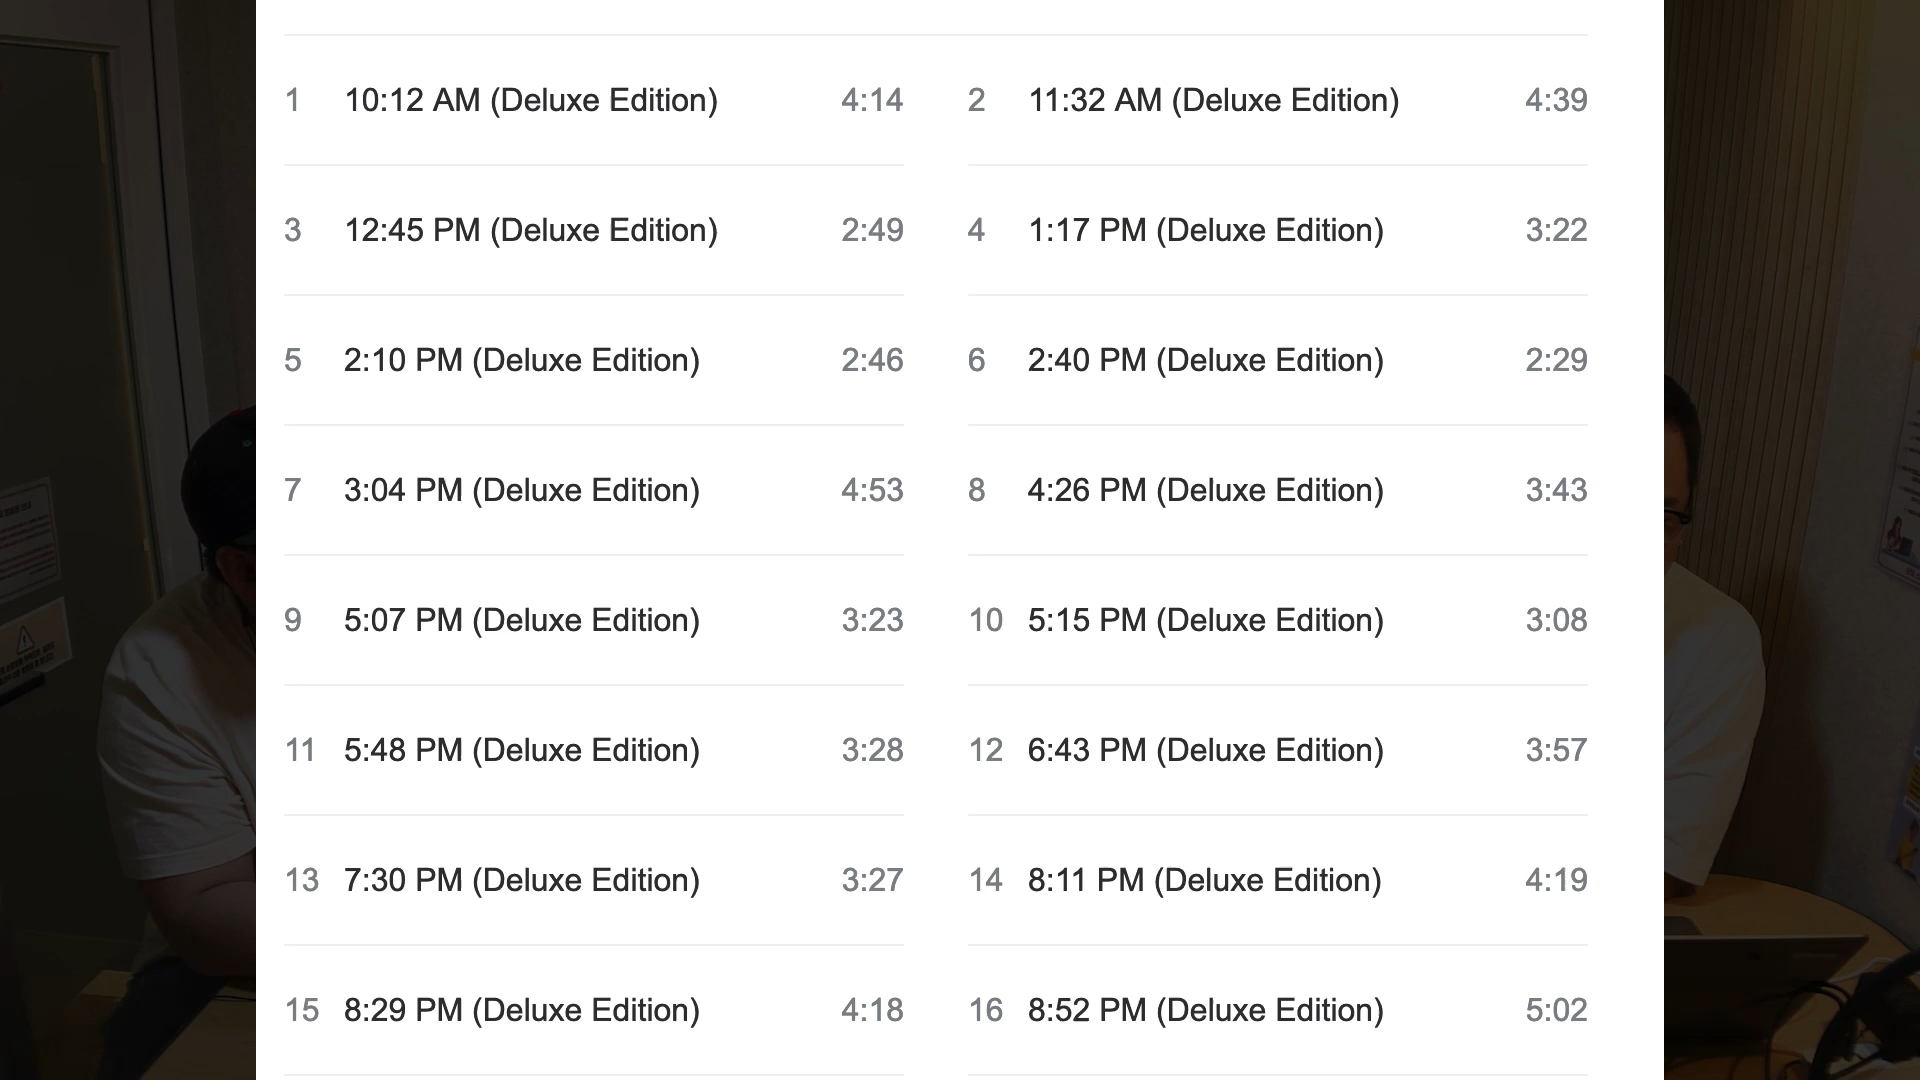 1 10:12 AM (Deluxe Edition) 4:14
2 11:32 AM (Deluxe Edition) 4:39
3 12:45 PM (Deluxe Edition) 2:49
4 1:17 PM (Deluxe Edition) 3:22
5 2:10 PM (Deluxe Edition) 2:46
6 2:40 PM (Deluxe Edition) 2:29
7 3:04 PM (Deluxe Edition) 4:53
8 4:26 PM (Deluxe Edition) 3:43
9 5:07 PM (Deluxe Edition) 3:23
10 5:15 PM (Deluxe Edition) 3:08
11 5:48 PM (Deluxe Edition) 3:28
12 6:43 PM (Deluxe Edition) 3:57
13 7:30 PM (Deluxe Edition) 3:27
14 8:11 PM (Deluxe Edition) 4:19
15 8:29 PM (Deluxe Edition) 4:18
16 8:52 PM (Deluxe Edition) 5:02